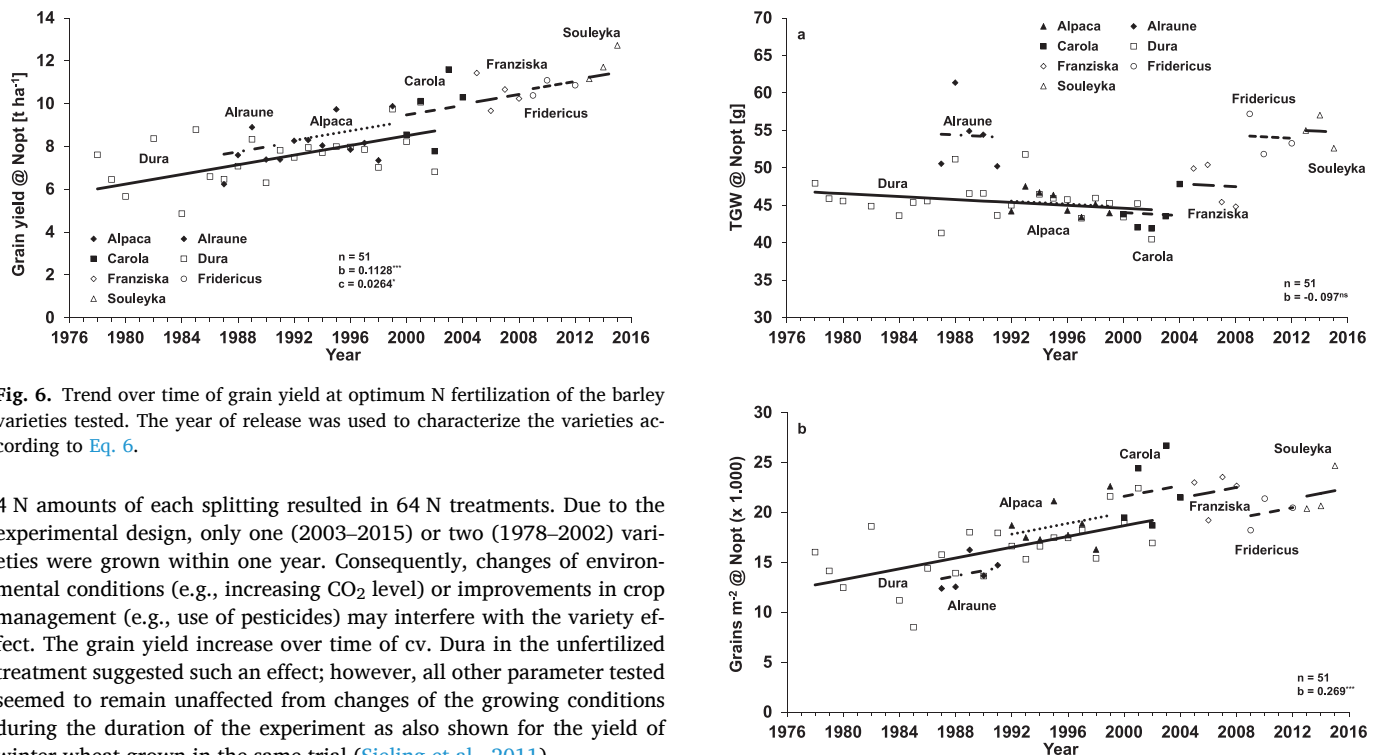 14
12
10
8
6
4
2
0
Grain yield @ Nopt [t ha-1]
Souleyka
Franziska
Carola
Fridericus
Alraune
Alpaca
Dura
Alpaca Alraune
Carola Dura
Franziska Fridericus
Souleyka
n = 51
b = 0.1128***
c = 0.0264*
1976 1980 1984 1988 1992 1996 2000 2004 2008 2012 2016
Year
Fig. 6. Trend over time of grain yield at optimum N fertilization of the barley
varieties tested. The year of release was used to characterize the varieties ac-
cording to Eq. 6.
4 N amounts of each splitting resulted in 64 N treatments. Due to the
experimental design, only one (2003–2015) or two (1978–2002) vari-
eties were grown within one year. Consequently, changes of environ-
mental conditions (e.g., increasing CO2 level) or improvements in crop
management (e.g., use of pesticides) may interfere with the variety ef-
fect. The grain yield increase over time of cv. Dura in the unfertilized
treatment suggested such an effect; however, all other parameter tested
seemed to remain unaffected from changes of the growing conditions
during the duration of the experiment as also shown for the yield of
winter wheat grown in the same trial (Sieling et al., 2011).
70
65
60
55
50
45
40
35
30
TGW @ Nopt [g]
a
Alpaca Alraune
Carola Dura
Franziska Fridericus
Souleyka
Fridericus
Alraune
Souleyka
Dura
Franziska
Alpaca
Carola
n = 51
b = -0. 097ns
1976 1980 1984 1988 1992 1996 2000 2004 2008 2012 2016
Year
30
25
20
15
10
5
0
Grains m-2 @ Nopt (x 1.000)
b
Carola
Souleyka
Alpaca
Franziska
Fridericus
Dura
Alraune
n = 51
b = 0.269***
1976 1980 1984 1988 1992 1996 2000 2004 2008 2012 2016
Year